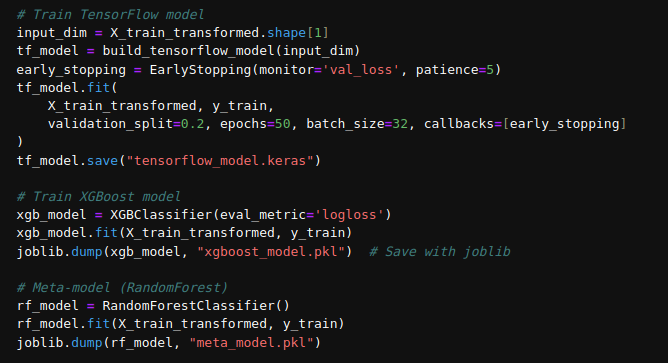 # Train TensorFlow model
input_dim = X_train_transformed.shape[1]
tf_model = build_tensorflow_model(input_dim)
early_stopping = EarlyStopping(monitor='val_loss', patience=5)
tf_model.fit(
    X_train_transformed, y_train,
    validation_split=0.2, epochs=50, batch_size=32, callbacks=[early_stopping]
)
tf_model.save("tensorflow_model.keras")

# Train XGBoost model
xgb_model = XGBClassifier(eval_metric='logloss')
xgb_model.fit(X_train_transformed, y_train)
joblib.dump(xgb_model, "xgboost_model.pkl")  # Save with joblib

# Meta-model (RandomForest)
rf_model = RandomForestClassifier()
rf_model.fit(X_train_transformed, y_train)
joblib.dump(rf_model, "meta_model.pkl")